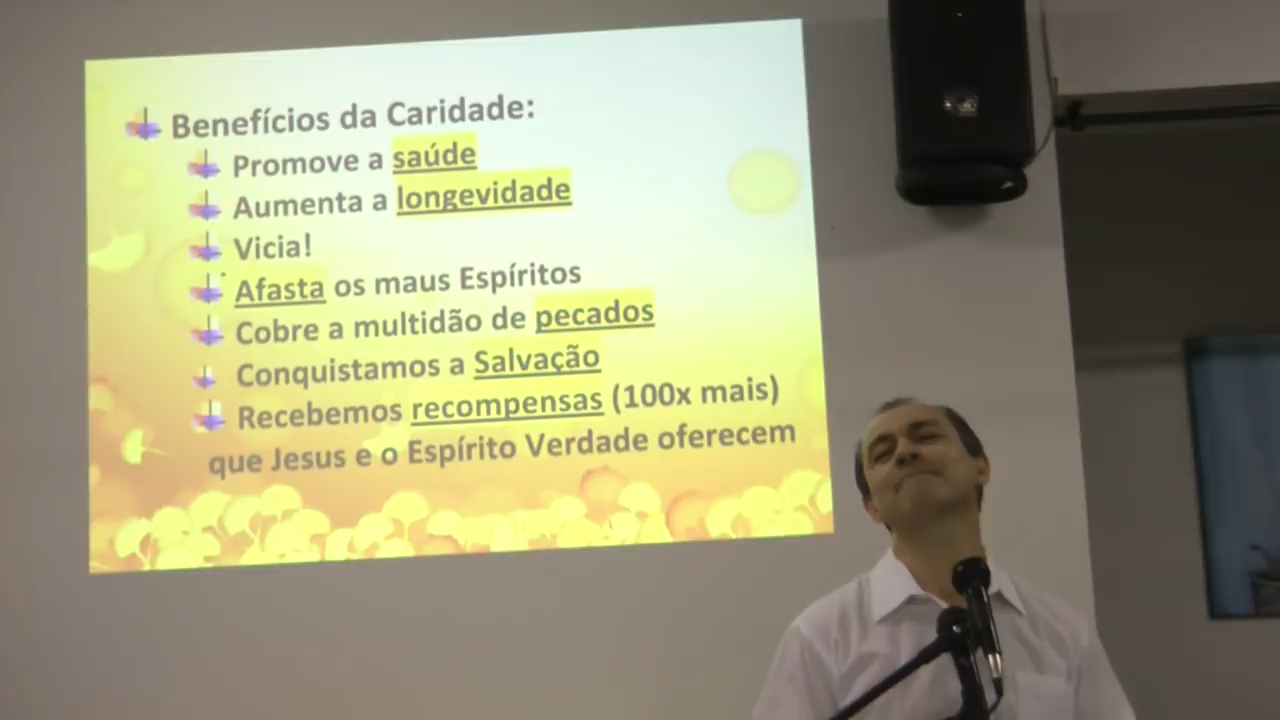 Benefícios da Caridade:
Promove a saúde
Aumenta a longevidade
Vicia!
Afasta os maus Espíritos
Cobre a multidão de pecados
Conquistamos a Salvação
Recebemos recompensas (100x mais)
que Jesus e o Espírito Verdade oferecem